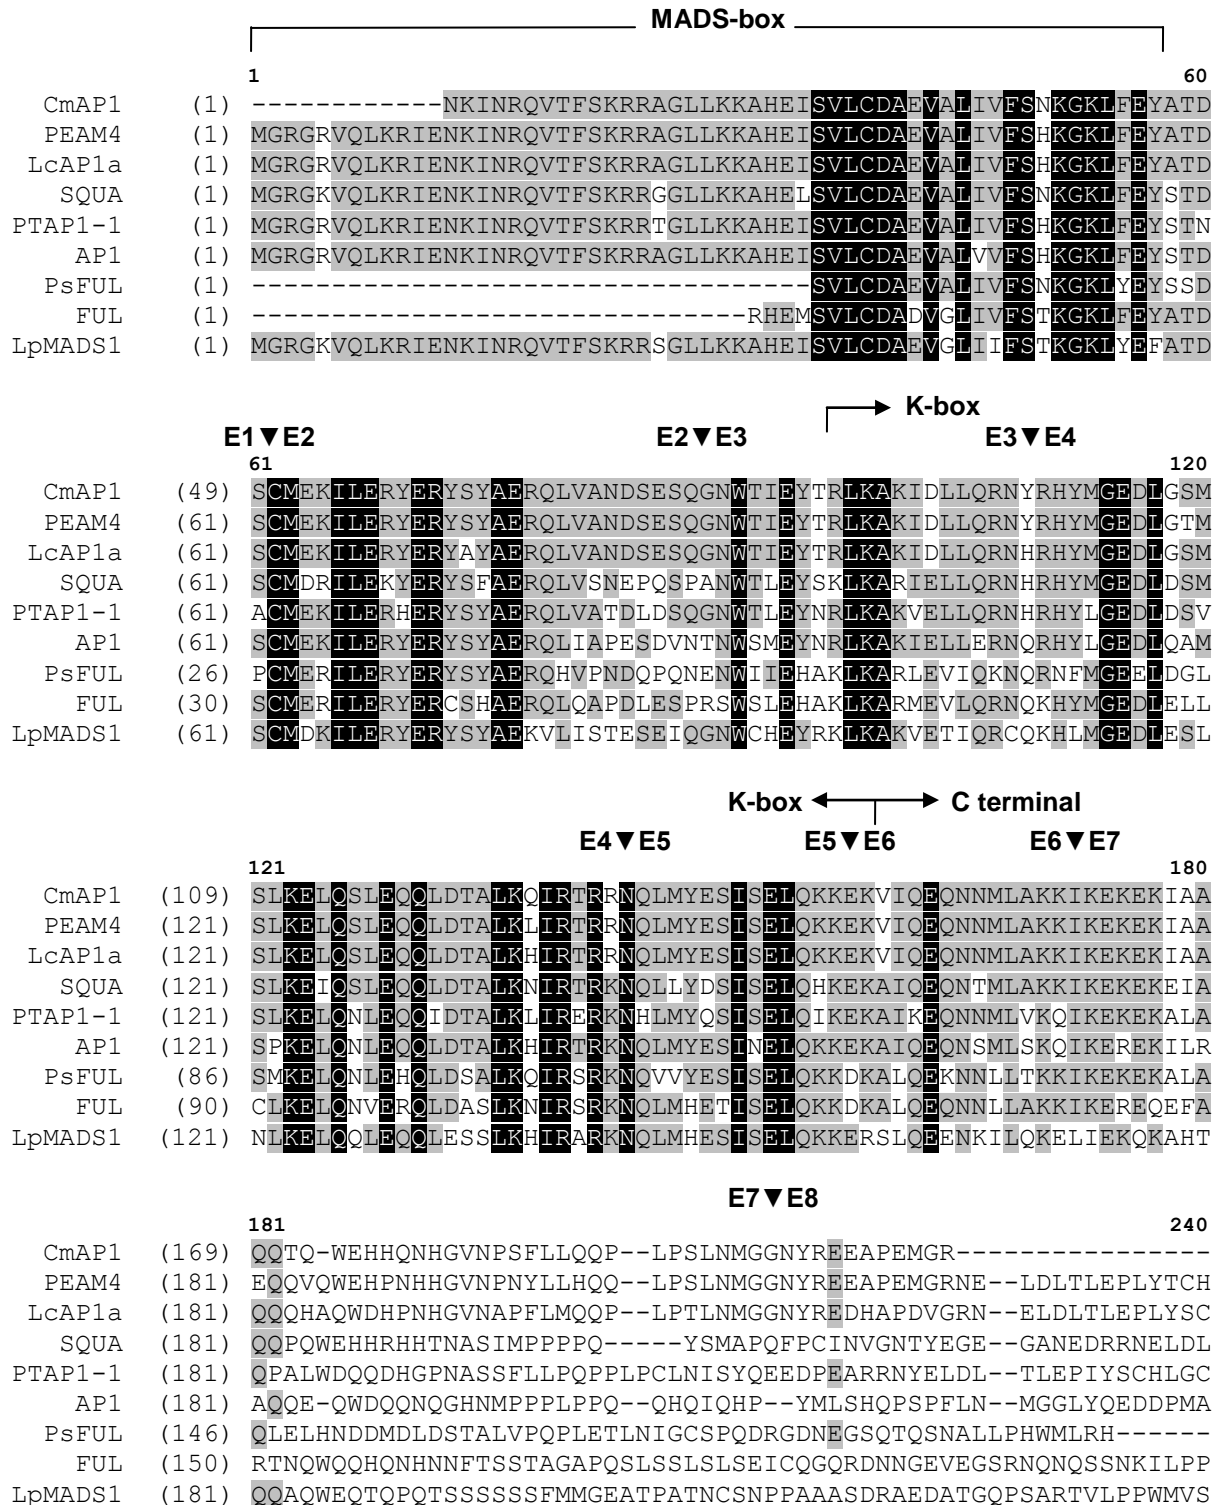 MADS-box
1 60
CmAP1 (1) ------------NKINRQVTFSKRRAGLLKKAHEISVLCDAEVALIVFSNKGKLFEYATD
PEAM4 (1) MGRGRVQLKRIENKINRQVTFSKRRAGLLKKAHEISVLCDAEVALIVFSHKGKLFEYATD
LcAP1a (1) MGRGRVQLKRIENKINRQVTFSKRRAGLLKKAHEISVLCDAEVALIVFSHKGKLFEYATD
SQUA (1) MGRGKVQLKRIENKINRQVTFSKRRGGLLKKAHELSVLCDAEVALIVFSNKGKLFEYSTD
PTAP1-1 (1) MGRGRVQLKRIENKINRQVTFSKRRTGLLKKAHEISVLCDAEVALIVFSHKGKLFEYSTN
AP1 (1) MGRGRVQLKRIENKINRQVTFSKRRAGLLKKAHEISVLCDAEVALVVFSHKGKLFEYSTD
PsFUL (1) -----------------------------------SVLCDAEVALIVFSNKGKLYEYSSD
FUL (1) -------------------------------RHEMSVLCDADVGLIVFSTKGKLFEYATD
LpMADS1 (1) MGRGKVQLKRIENKINRQVTFSKRRSGLLKKAHEISVLCDAEVGLIIFSTKGKLYEFATD
K-box
E1▼E2 E2▼E3 E3▼E4
61 120
CmAP1 (49) SCMEKILERYERYSYAERQLVANDSESQGNWTIEYTRLKAKIDLLQRNYRHYMGEDLGSM
PEAM4 (61) SCMEKILERYERYSYAERQLVANDSESQGNWTIEYTRLKAKIDLLQRNYRHYMGEDLGTM
LcAP1a (61) SCMEKILERYERYAYAERQLVANDSESQGNWTIEYTRLKAKIDLLQRNHRHYMGEDLGSM
SQUA (61) SCMDRILEKYERYSFAERQLVSNEPQSPANWTLEYSKLKARIELLQRNHRHYMGEDLDSM
PTAP1-1 (61) ACMEKILERHERYSYAERQLVATDLDSQGNWTLEYNRLKAKVELLQRNHRHYLGEDLDSV
AP1 (61) SCMEKILERYERYSYAERQLIAPESDVNTNWSMEYNRLKAKIELLERNQRHYLGEDLQAM
PsFUL (26) PCMERILERYERYSYAERQHVPNDQPQNENWIIEHAKLKARLEVIQKNQRNFMGEELDGL
FUL (30) SCMERILERYERCSHAERQLQAPDLESPRSWSLEHAKLKARMEVLQRNQKHYMGEDLELL
LpMADS1 (61) SCMDKILERYERYSYAEKVLISTESEIQGNWCHEYRKLKAKVETIQRCQKHLMGEDLESL
K-box C terminal
E4▼E5 E5▼E6 E6▼E7
121 180
CmAP1 (109) SLKELQSLEQQLDTALKQIRTRRNQLMYESISELQKKEKVIQEQNNMLAKKIKEKEKIAA
PEAM4 (121) SLKELQSLEQQLDTALKLIRTRRNQLMYESISELQKKEKVIQEQNNMLAKKIKEKEKIAA
LcAP1a (121) SLKELQSLEQQLDTALKHIRTRRNQLMYESISELQKKEKVIQEQNNMLAKKIKEKEKIAA
SQUA (121) SLKEIQSLEQQLDTALKNIRTRKNQLLYDSISELQHKEKAIQEQNTMLAKKIKEKEKEIA
PTAP1-1 (121) SLKELQNLEQQIDTALKLIRERKNHLMYQSISELQIKEKAIKEQNNMLVKQIKEKEKALA
AP1 (121) SPKELQNLEQQLDTALKHIRTRKNQLMYESINELQKKEKAIQEQNSMLSKQIKEREKILR
PsFUL (86) SMKELQNLEHQLDSALKQIRSRKNQVVYESISELQKKDKALQEKNNLLTKKIKEKEKALA
FUL (90) CLKELQNVERQLDASLKNIRSRKNQLMHETISELQKKDKALQEQNNLLAKKIKEREQEFA
LpMADS1 (121) NLKELQQLEQQLESSLKHIRARKNQLMHESISELQKKERSLQEENKILQKELIEKQKAHT
E7▼E8
181 240
CmAP1 (169) QQTQ-WEHHQNHGVNPSFLLQQP--LPSLNMGGNYREEAPEMGR----------------
PEAM4 (181) EQQVQWEHPNHHGVNPNYLLHQQ--LPSLNMGGNYREEAPEMGRNE--LDLTLEPLYTCH
LcAP1a (181) QQQHAQWDHPNHGVNAPFLMQQP--LPTLNMGGNYREDHAPDVGRN--ELDLTLEPLYSC
SQUA (181) QQPQWEHHRHHTNASIMPPPPQ-----YSMAPQFPCINVGNTYEGE--GANEDRRNELDL
PTAP1-1 (181) QPALWDQQDHGPNASSFLLPQPPLPCLNISYQEEDPEARRNYELDL--TLEPIYSCHLGC
AP1 (181) AQQE-QWDQQNQGHNMPPPLPPQ--QHQIQHP--YMLSHQPSPFLN--MGGLYQEDDPMA
PsFUL (146) QLELHNDDMDLDSTALVPQPLETLNIGCSPQDRGDNEGSQTQSNALLPHWMLRH------
FUL (150) RTNQWQQHQNHNNFTSSTAGAPQSLSSLSLSEICQGQRDNNGEVEGSRNQNQSSNKILPP
LpMADS1 (181) QQAQWEQTQPQTSSSSSSFMMGEATPATNCSNPPAAASDRAEDATGQPSARTVLPPWMVS